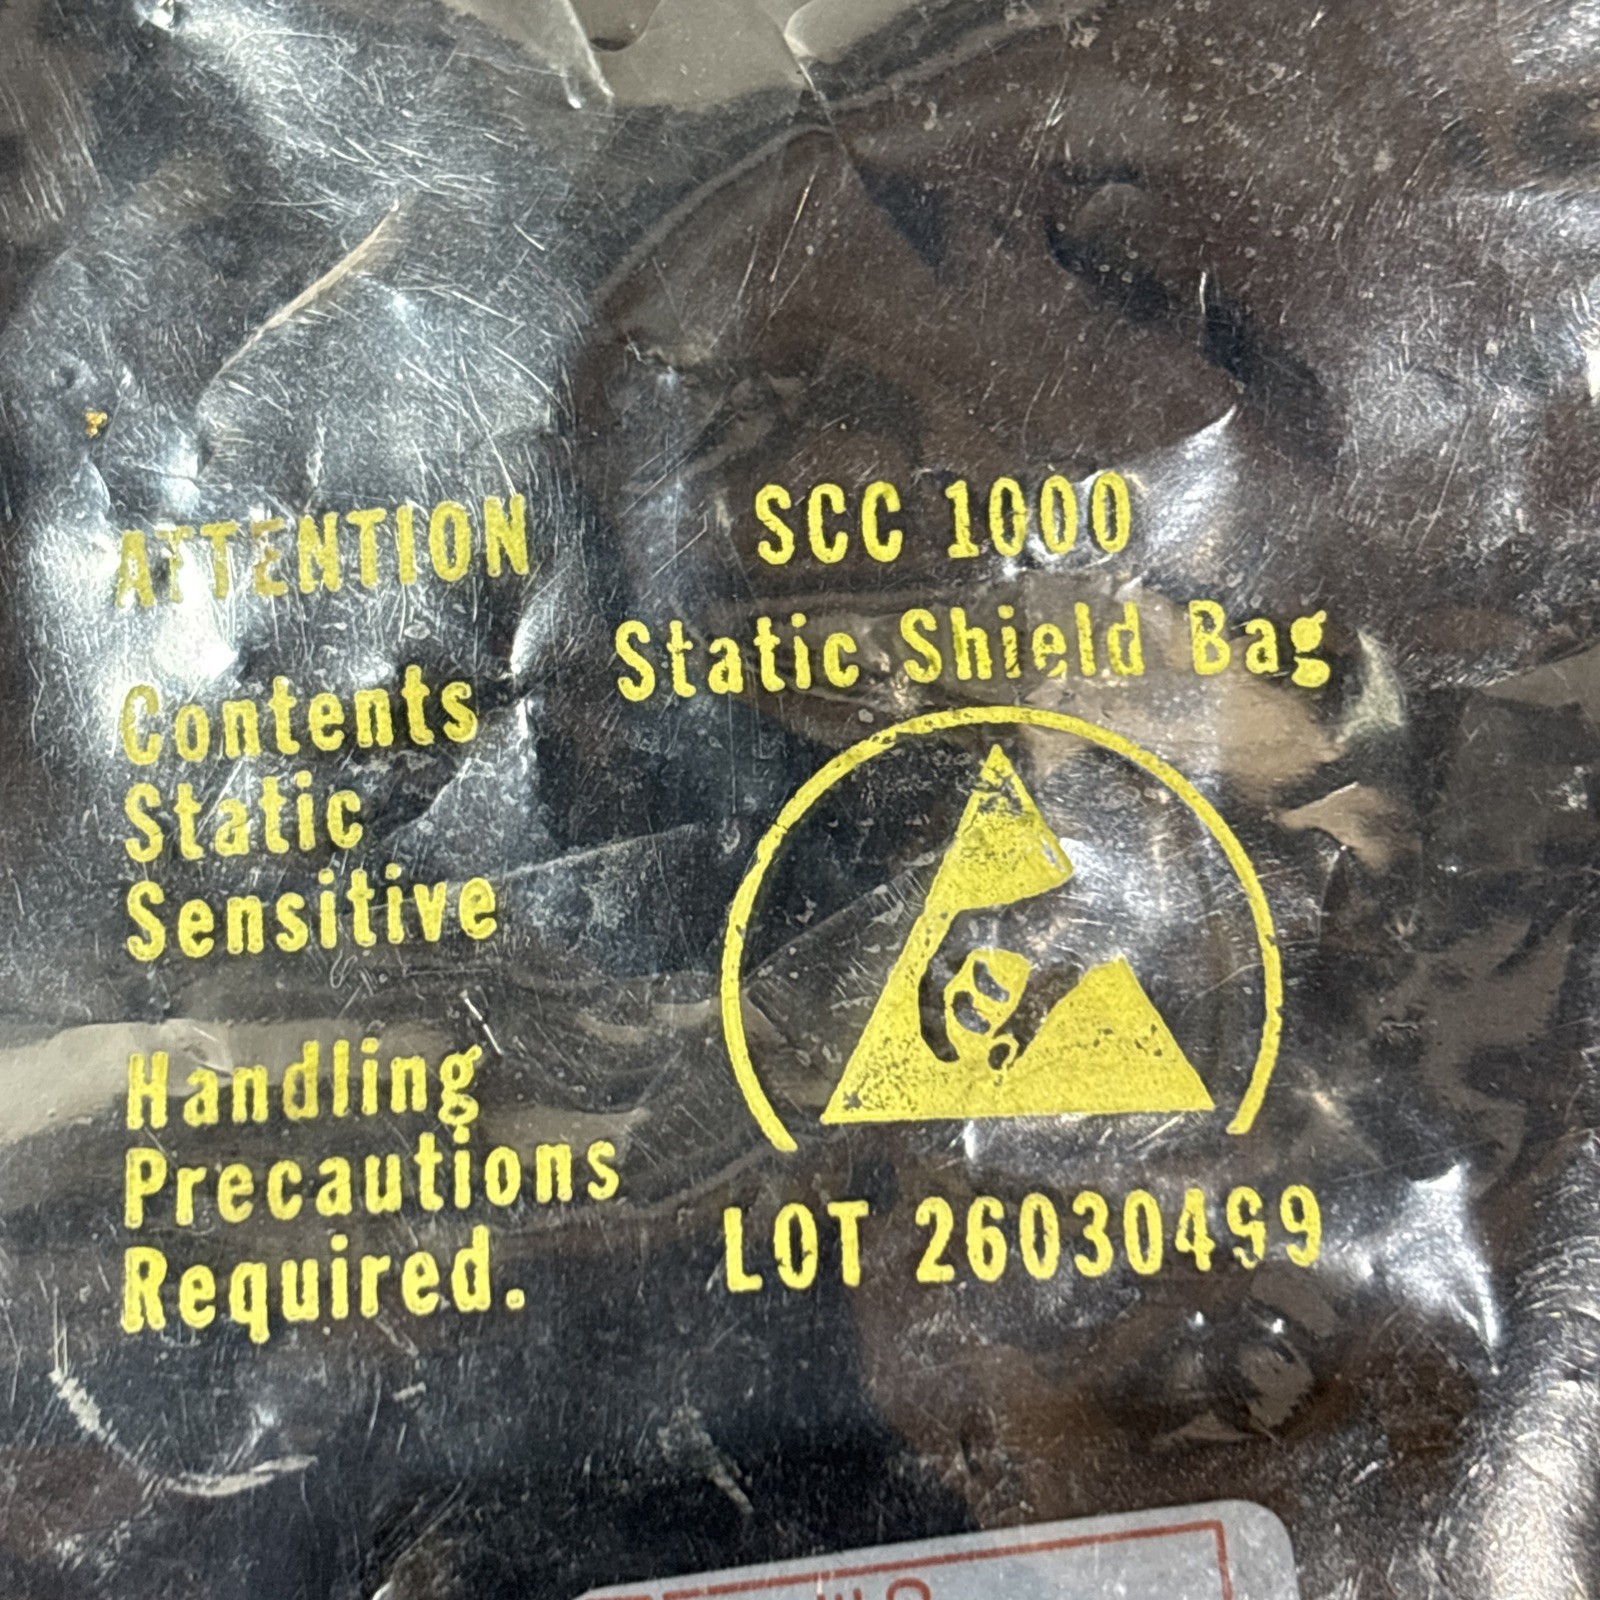 ATTENTION
Contents
Static
Sensitive
Handling
Precautions
Required.
SCC 1000
Static Shield Bag
LOT 26030499